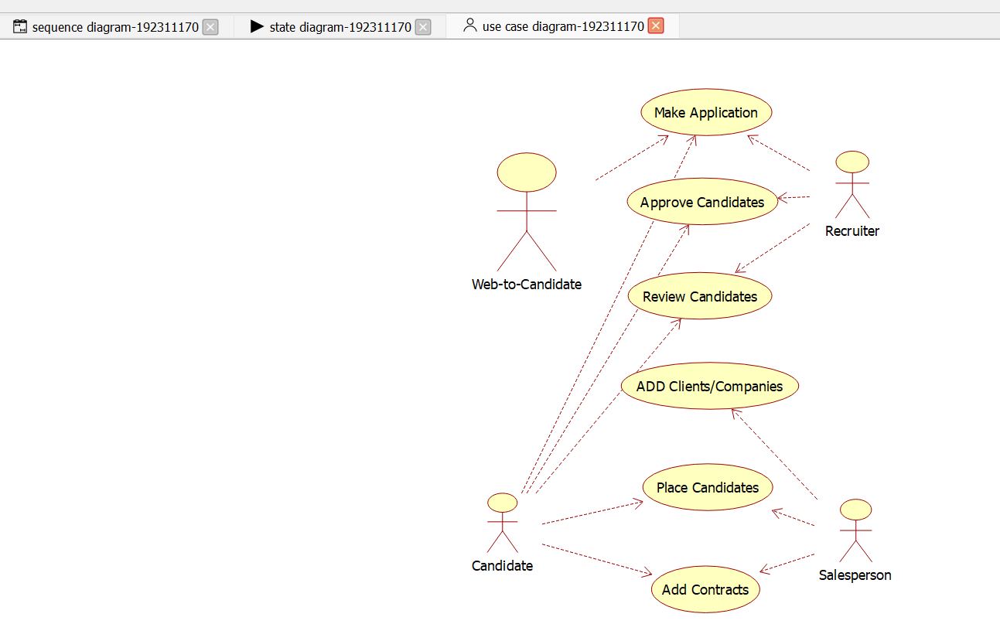 sequence diagram-192311170
state diagram-192311170
use case diagram-192311170
Make Application
Approve Candidates
Recruiter
Web-to-Candidate
Review Candidates
ADD Clients/Companies
Place Candidates
Candidate
Salesperson
Add Contracts